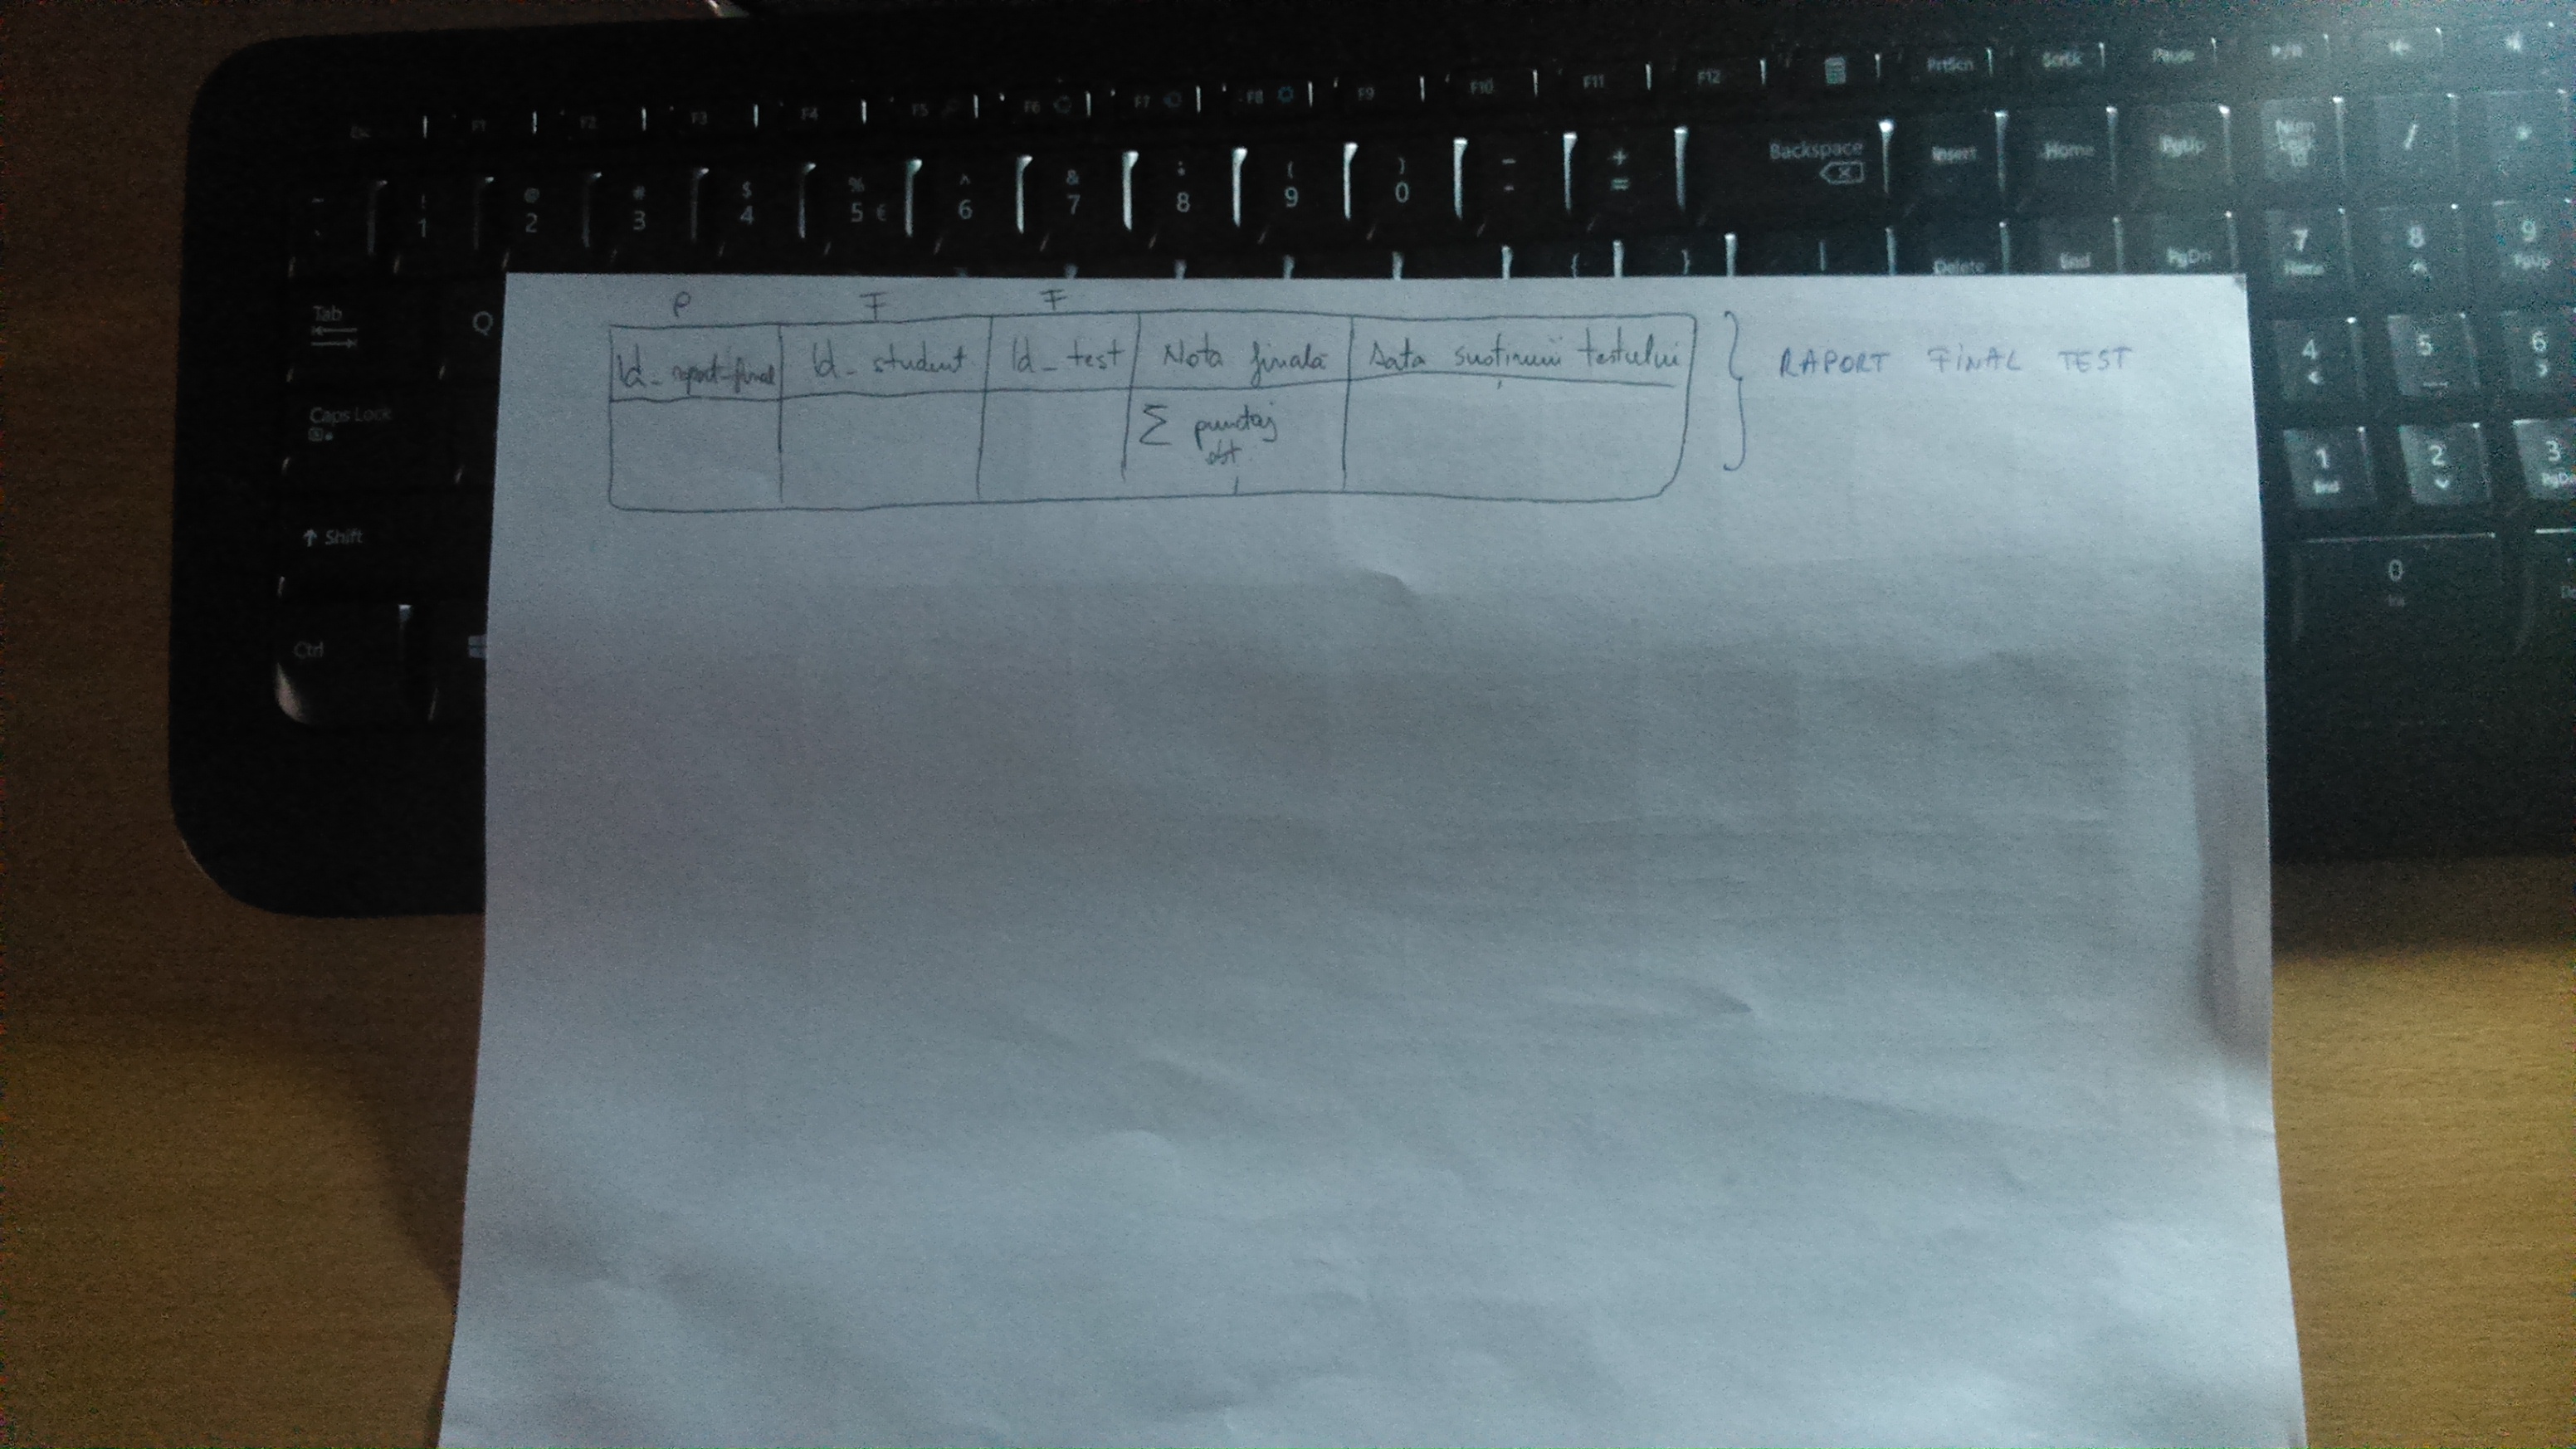 Esc F1 F2 F3 F4 F5 F6 F7 F8 F9 F10 F11 F12 PrtScn ScrLk Pause
~ ! @ # $ % ^ & * ( ) - + Backspace Insert Home PgUp Num Lock / *
` 1 2 3 4 5 € 6 7 8 9 0 - =
{ } | Delete End PgDn 7 Home 8 9 PgUp
Tab Q
P F F
Id_raport_final Id_student Id_test Nota finală Data susținerii testului } RAPORT FINAL TEST
Σ punctaj
obt.
4 5 6
Caps Lock
1 End 2 3 PgDn
Shift
0 Ins
Ctrl